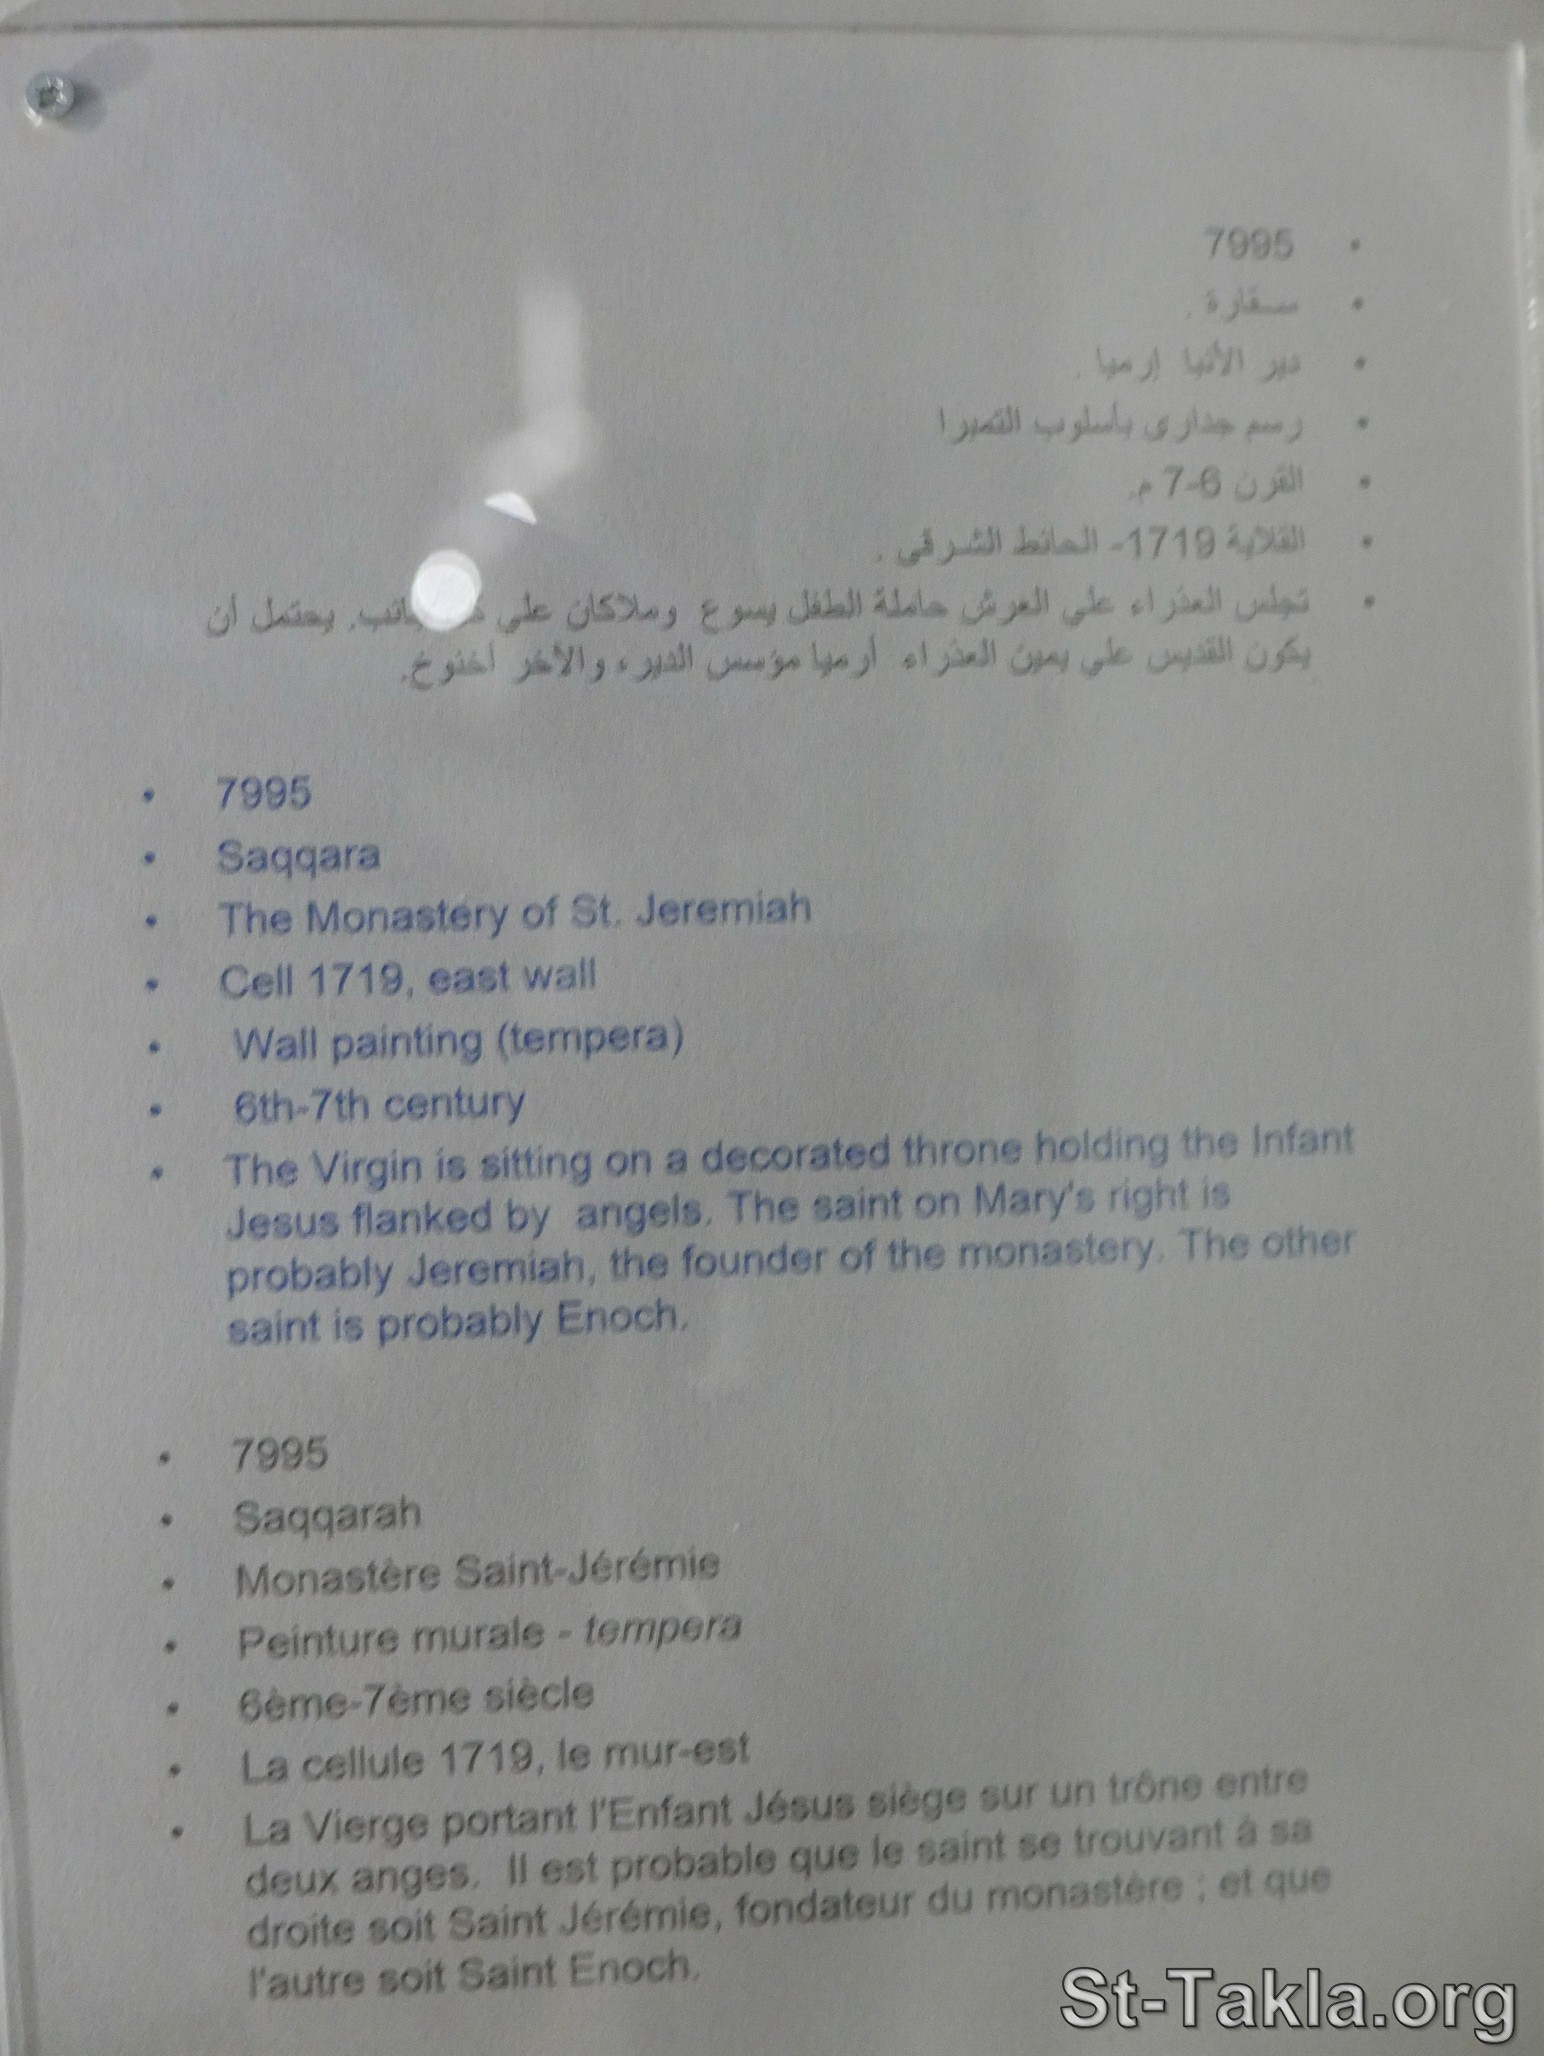 7995
سقارة .
دير الأنبا إرميا .
رسم جدارى بأسلوب التمبرا
القرن 6-7 م.
القلاية 1719- الحائط الشرقى .
تجلس العذراء على العرش حاملة الطفل يسوع وملاكان على يحتمل أن
يكون القديس علي يمين العذراء أرميا مؤسس الدير، والأخر أخنوخ.
• 7995
• Saqqara
• The Monastery of St. Jeremiah
• Cell 1719, east wall
• Wall painting (tempera)
• 6th-7th century
• The Virgin is sitting on a decorated throne holding the Infant
Jesus flanked by angels. The saint on Mary's right is
probably Jeremiah, the founder of the monastery. The other
saint is probably Enoch.
• 7995
• Saqqarah
• Monastère Saint-Jérémie
• Peinture murale - tempera
• 6ème-7ème siècle
• La cellule 1719, le mur-est
• La Vierge portant l'Enfant Jésus siège sur un trône entre
deux anges. Il est probable que le saint se trouvant à sa
droite soit Saint Jérémie, fondateur du monastère ; et que
l'autre soit Saint Enoch.
St-Takla.org